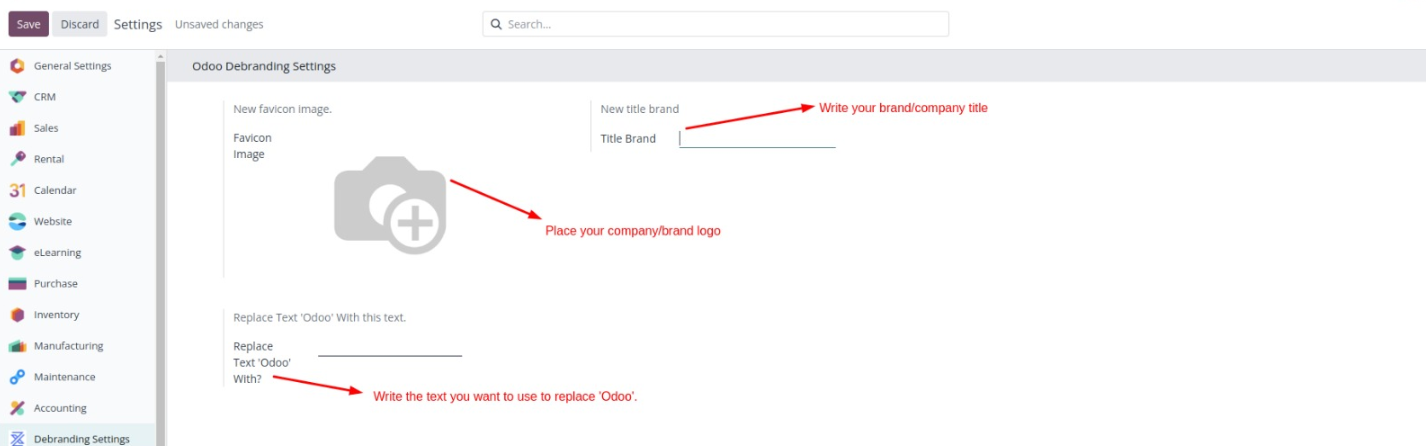 Save Discard Settings Unsaved changes Search...
General Settings
CRM
Sales
Rental
31 Calendar
Website
eLearning
Purchase
Inventory
Manufacturing
Maintenance
Accounting
Debranding Settings
Odoo Debranding Settings
New favicon image.
Favicon
Image
Place your company/brand logo
New title brand
Title Brand
Write your brand/company title
Replace Text 'Odoo' With this text.
Replace
Text 'Odoo'
With?
Write the text you want to use to replace 'Odoo'.